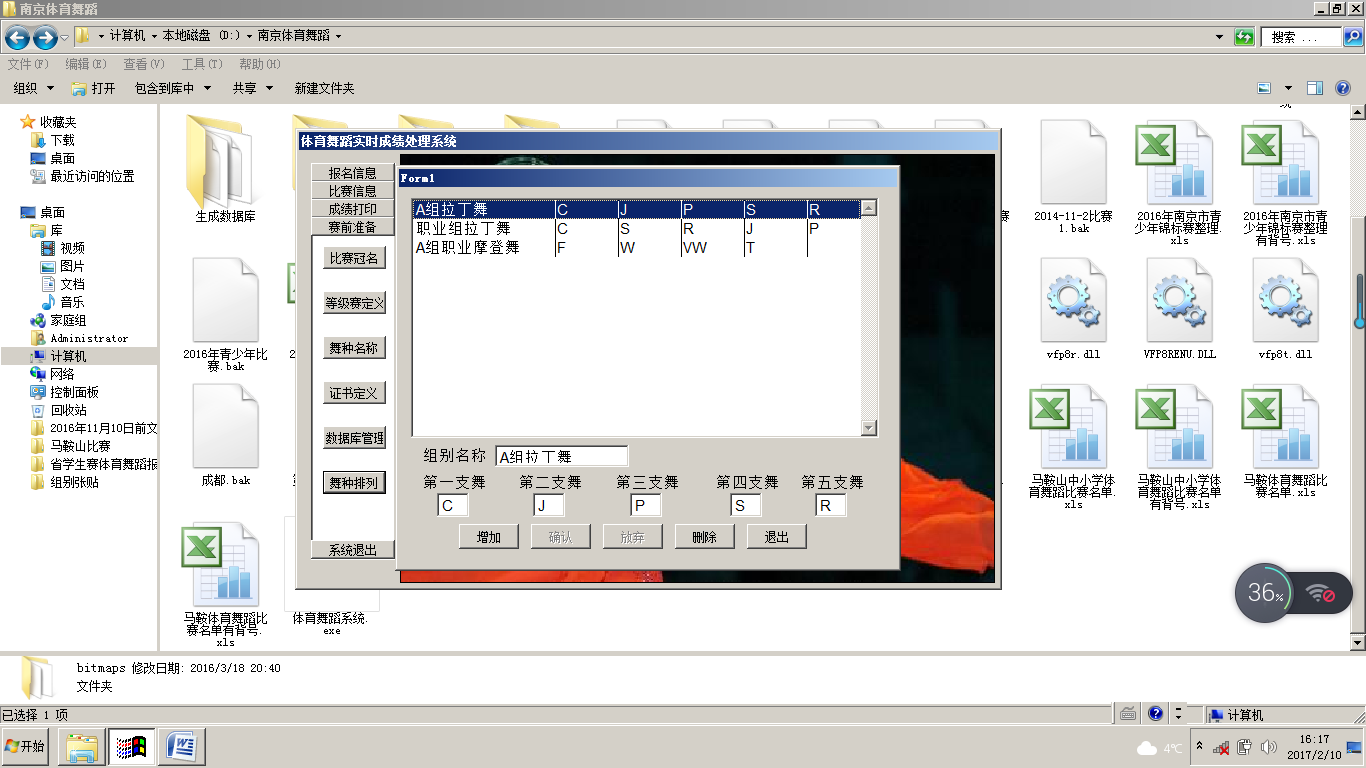 南京体育舞蹈
计算机 本地磁盘 (D:) 南京体育舞蹈
搜索 ...
文件(F) 编辑(E) 查看(V) 工具(T) 帮助(H)
组织 打开 包含到库中 共享 新建文件夹
收藏夹
下载
桌面
最近访问的位置
桌面
库
视频
图片
文档
音乐
家庭组
Administrator
计算机
网络
控制面板
回收站
2016年11月10日前文
马鞍山比赛
省学生赛体育舞蹈报
组别张贴
生成数据库
2014-11-2比赛
1.bak
2016年南京市青
少年锦标赛整理.
xls
2016年南京市青
少年锦标赛整理
有背号.xls
2016年青少年比
赛.bak
vfp8r.dll
VFP8RENU.DLL
vfp8t.dll
成都.bak
马鞍山中小学体
育舞蹈比赛名单.
xls
马鞍山中小学体
育舞蹈比赛名单
有背号.xls
马鞍山体育舞蹈比
赛名单.xls
马鞍体育舞蹈比
赛名单有背号.
xls
体育舞蹈系统.
exe
体育舞蹈实时成绩处理系统
报名信息
比赛信息
成绩打印
赛前准备
比赛冠名
等级赛定义
舞种名称
证书定义
数据库管理
舞种排列
系统退出
Form1
A组拉丁舞 C J P S R
职业组拉丁舞 C S R J P
A组职业摩登舞 F W VW T
组别名称 A组拉丁舞
第一支舞 第二支舞 第三支舞 第四支舞 第五支舞
C J P S R
增加 确认 放弃 删除 退出
36%
bitmaps 修改日期: 2016/3/18 20:40
文件夹
已选择 1 项
计算机
开始
4℃
16:17
2017/2/10